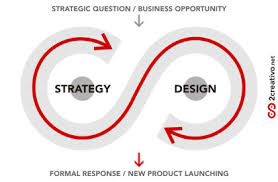 STRATEGIC QUESTION / BUSINESS OPPORTUNITY
STRATEGY
DESIGN
2creativo.net
FORMAL RESPONSE / NEW PRODUCT LAUNCHING